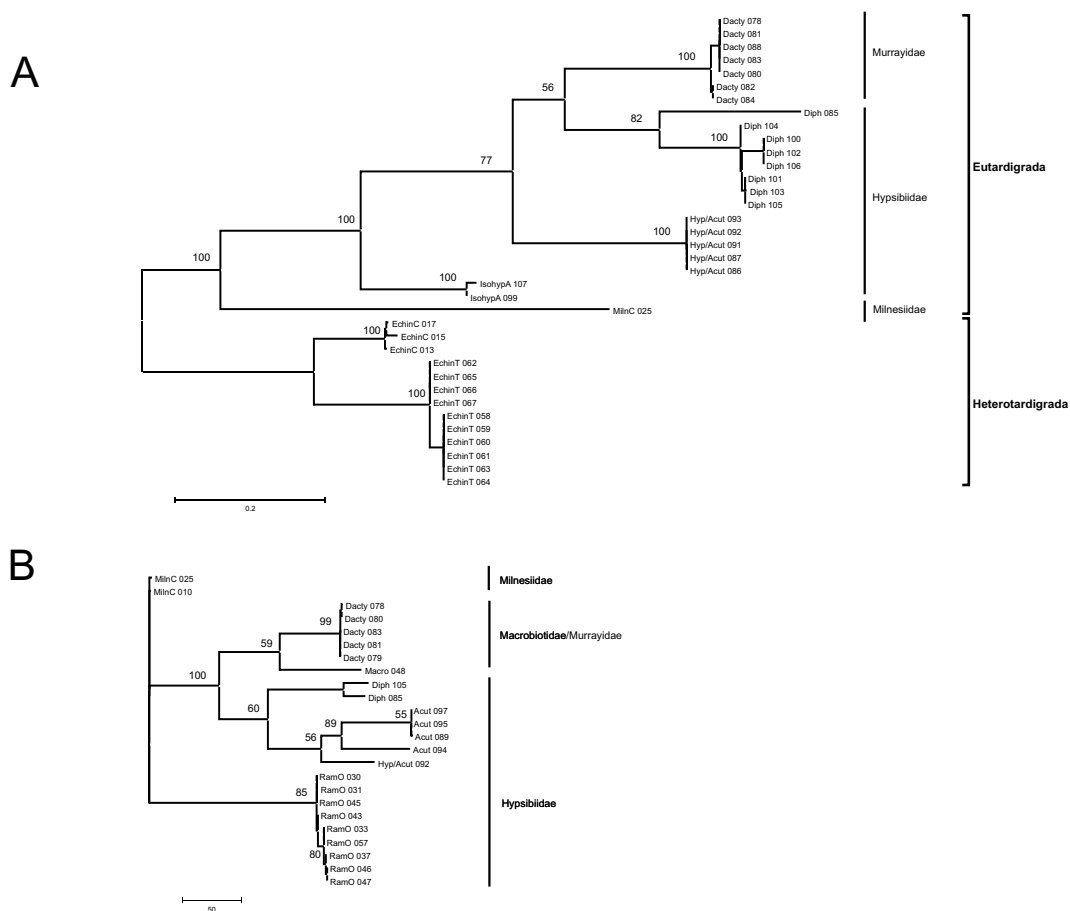 A
Dacty 078
Dacty 081
Dacty 088
Dacty 083
Dacty 080
Dacty 082
Dacty 084
100
Murrayidae
56
Diph 085
82
Diph 104
100
Diph 100
Diph 102
Diph 106
Diph 101
Diph 103
Diph 105
77
Hypsibiidae
Eutardigrada
Hyp/Acut 093
Hyp/Acut 092
Hyp/Acut 091
Hyp/Acut 087
Hyp/Acut 086
100
100
100
100
IsohypA 107
IsohypA 099
MilnC 025
Milnesiidae
EchinC 017
EchinC 015
EchinC 013
100
EchinT 062
EchinT 065
EchinT 066
EchinT 067
100
EchinT 058
EchinT 059
EchinT 060
EchinT 061
EchinT 063
EchinT 064
Heterotardigrada
0.2
B
MilnC 025
MilnC 010
Milnesiidae
Dacty 078
Dacty 080
Dacty 083
Dacty 081
Dacty 079
99
59
Macro 048
Macrobiotidae/Murrayidae
100
Diph 105
Diph 085
60
Acut 097
Acut 095
Acut 089
55
89
Acut 094
56
Hyp/Acut 092
RamO 030
RamO 031
RamO 045
RamO 043
RamO 033
RamO 057
RamO 037
RamO 046
RamO 047
85
80
Hypsibiidae
50